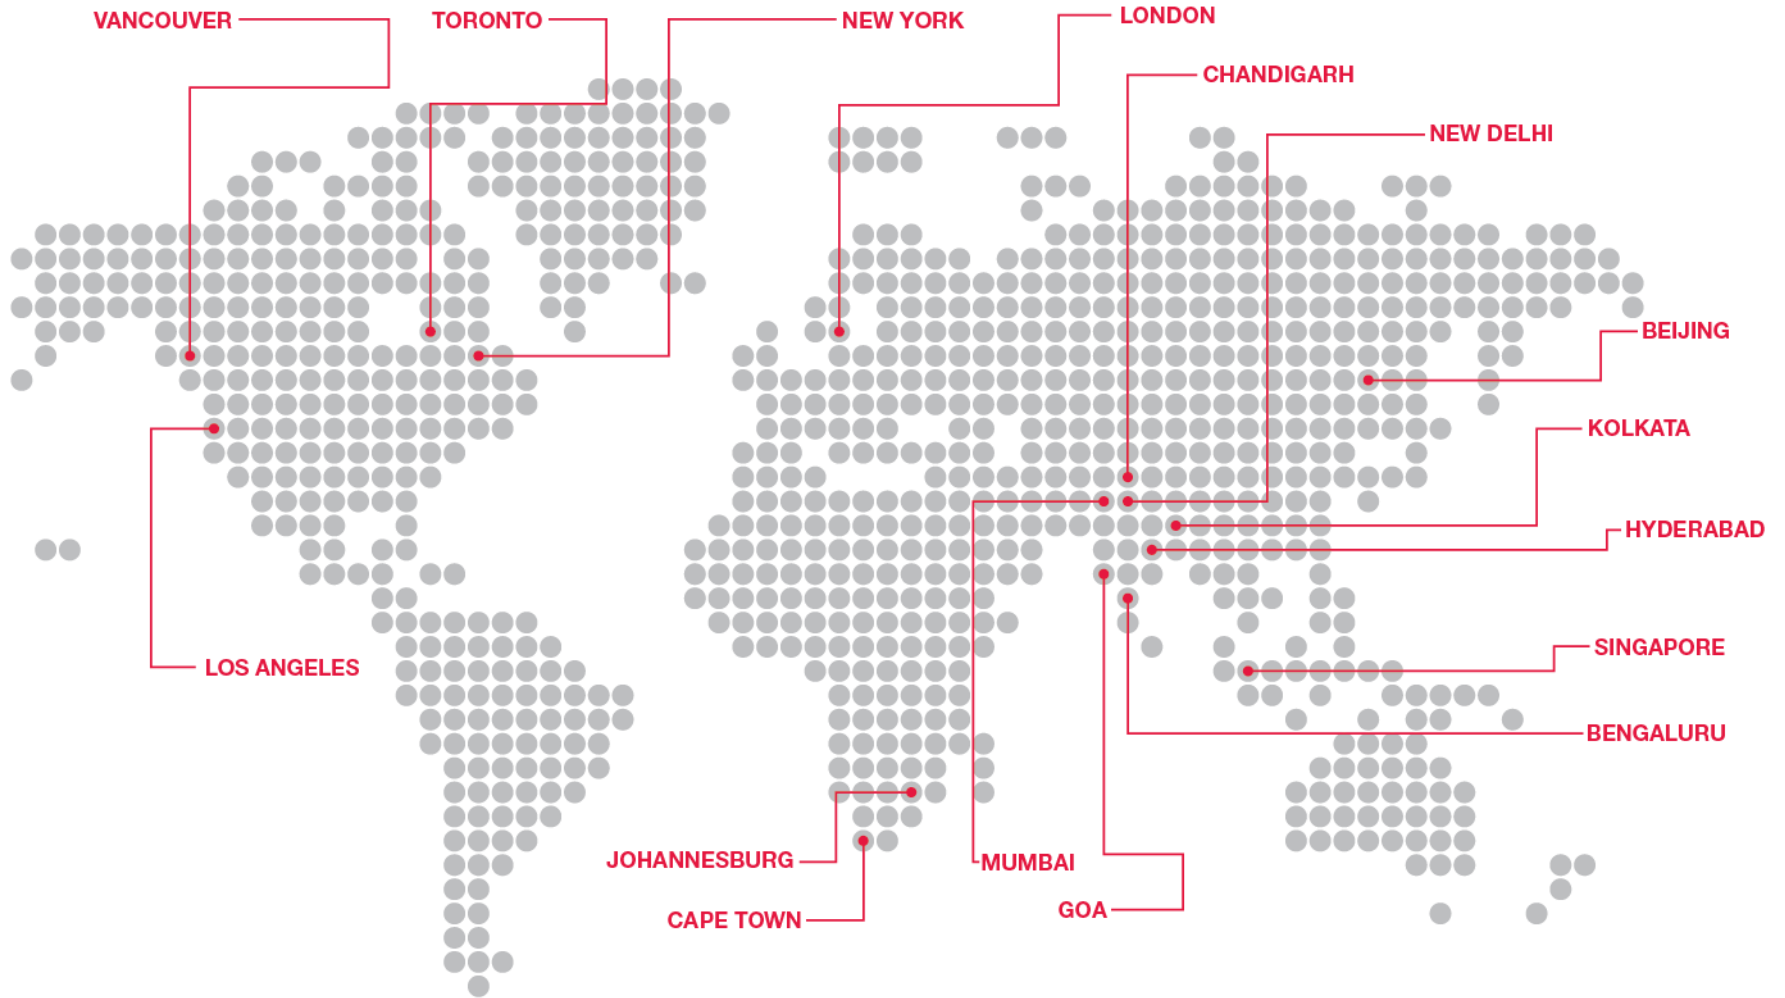 VANCOUVER
TORONTO
NEW YORK
LONDON
CHANDIGARH
NEW DELHI
BEIJING
KOLKATA
HYDERABAD
SINGAPORE
LOS ANGELES
BENGALURU
JOHANNESBURG
MUMBAI
GOA
CAPE TOWN